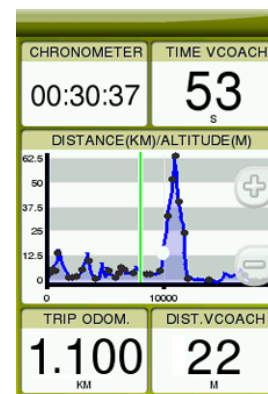 CHRONOMETER
TIME VCOACH
00:30:37
53
S
DISTANCE(KM)/ALTITUDE(M)
62.5
50
37.5
25
12.5
0
0
10000
TRIP ODOM.
DIST.VCOACH
1.100
22
KM
M